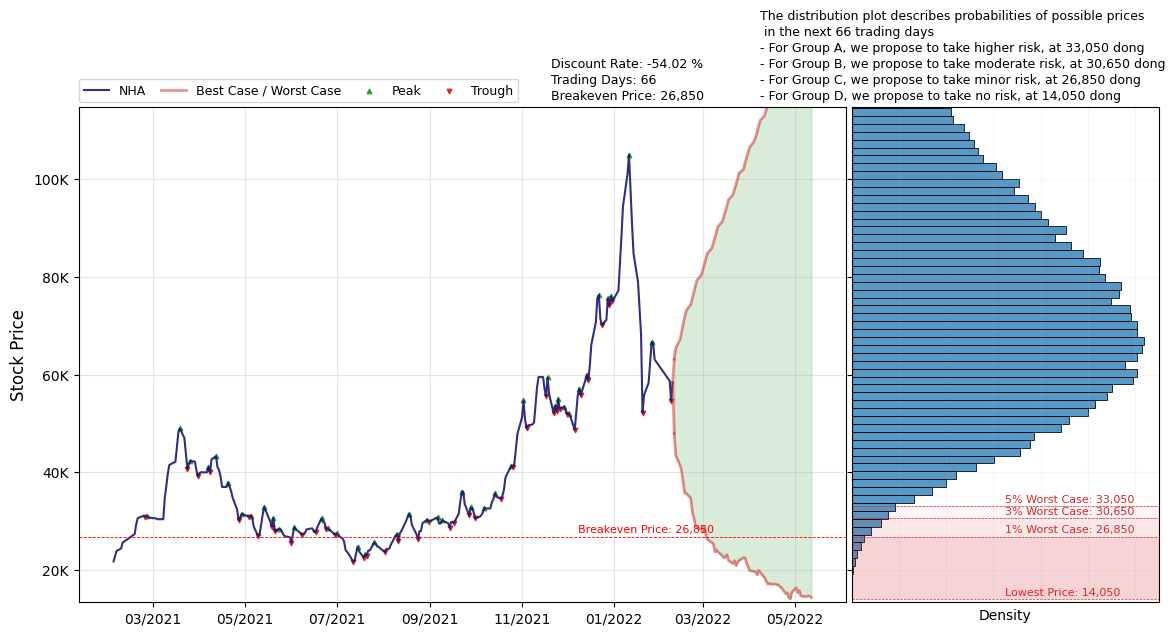 The distribution plot describes probabilities of possible prices
in the next 66 trading days
- For Group A, we propose to take higher risk, at 33,050 dong
- For Group B, we propose to take moderate risk, at 30,650 dong
- For Group C, we propose to take minor risk, at 26,850 dong
- For Group D, we propose to take no risk, at 14,050 dong
Discount Rate: -54.02 %
Trading Days: 66
Breakeven Price: 26,850
NHA
Best Case / Worst Case
Peak
Trough
Stock Price
100K
80K
60K
40K
20K
Breakeven Price: 26,850
03/2021
05/2021
07/2021
09/2021
11/2021
01/2022
03/2022
05/2022
5% Worst Case: 33,050
3% Worst Case: 30,650
1% Worst Case: 26,850
Lowest Price: 14,050
Density